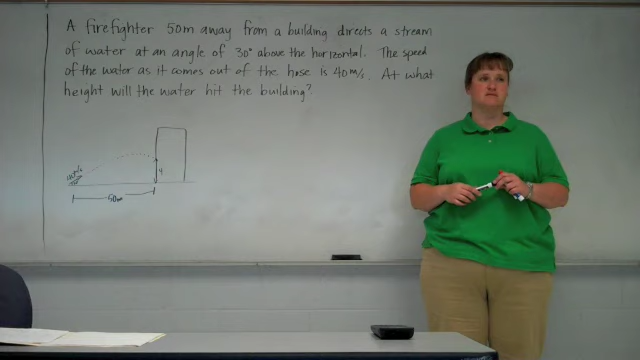 A firefighter 50m away from a building directs a stream
of water at an angle of 30° above the horizontal. The speed
of the water as it comes out of the hose is 40 m/s. At what
height will the water hit the building?
50m